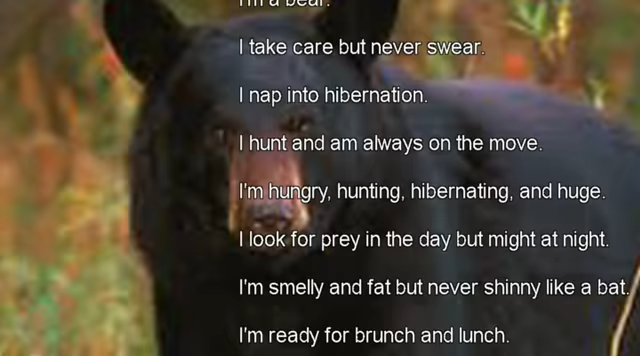 I'm a bear.
I take care but never swear.
I nap into hibernation.
I hunt and am always on the move.
I'm hungry, hunting, hibernating, and huge.
I look for prey in the day but might at night.
I'm smelly and fat but never shinny like a bat.
I'm ready for brunch and lunch.